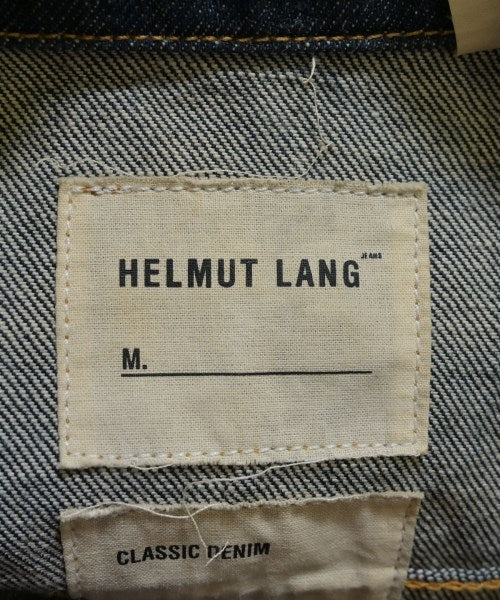 HELMUT LANG JEANS
M.
CLASSIC DENIM